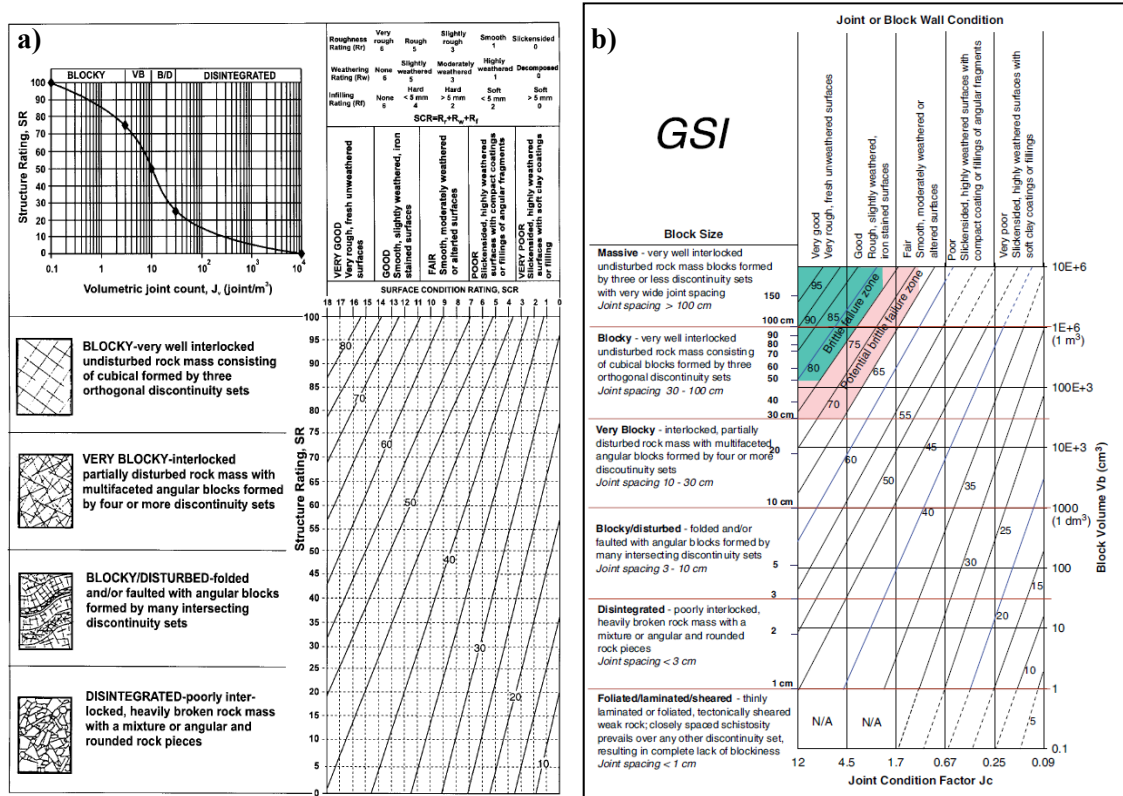 a)
BLOCKY VB B/D DISINTEGRATED
Structure Rating, SR
100
90
80
70
60
50
40
30
20
10
0
0.1 1 10 10² 10³ 10⁴
Volumetric joint count, Jv (joint/m³)
Roughness Rating (Rr) Very rough 6 Rough 5 Slightly rough 3 Smooth 1 Slickensided 0
Weathering Rating (Rw) None 6 Slightly weathered 5 Moderately weathered 3 Highly weathered 1 Decomposed 0
Infilling Rating (Rf) None 6 Hard < 5 mm 4 Hard > 5 mm 2 Soft < 5 mm 2 Soft > 5 mm 0
SCR=Rr+Rw+Rf
VERY GOOD
Very rough, fresh unweathered
surfaces
GOOD
Smooth, slightly weathered, iron
stained surfaces
FAIR
Smooth, moderately weathered
or alterted surfaces
POOR
Slickensided, highly weathered
surfaces with compact coatings
or fillings of angular fragments
VERY POOR
Slickensided, highly weathered
surfaces with soft clay coatings
or filling
SURFACE CONDITION RATING, SCR
18 17 16 15 14 13 12 11 10 9 8 7 6 5 4 3 2 1 0
Structure Rating, SR
100
95
90
85
80
75
70
65
60
55
50
45
40
35
30
25
20
15
10
5
0
80
70
60
50
40
30
20
10
BLOCKY-very well interlocked
undisturbed rock mass consisting
of cubical formed by three
orthogonal discontinuity sets
VERY BLOCKY-interlocked
partially disturbed rock mass with
multifaceted angular blocks formed
by four or more discontinuity sets
BLOCKY/DISTURBED-folded
and/or faulted with angular blocks
formed by many intersecting
discontinuity sets
DISINTEGRATED-poorly inter-
locked, heavily broken rock mass
with a mixture or angular and
rounded rock pieces
b)
Joint or Block Wall Condition
GSI
Very good
Very rough, fresh unweathered surfaces
Good
Rough, slightly weathered,
iron stained surfaces
Fair
Smooth, moderately weathered or
altered surfaces
Poor
Slickensided, highly weathered surfaces with
compact coating or fillings of angular fragments
Very poor
Slickensided, highly weathered surfaces with
soft clay coatings or fillings
Block Size
Massive - very well interlocked
undisturbed rock mass blocks formed
by three or less discontinuity sets
with very wide joint spacing
Joint spacing > 100 cm
Blocky - very well interlocked
undisturbed rock mass consisting
of cubical blocks formed by three
orthogonal discontinuity sets
Joint spacing 30 - 100 cm
Very Blocky - interlocked, partially
disturbed rock mass with multifaceted
angular blocks formed by four or more
discoutinuity sets
Joint spacing 10 - 30 cm
Blocky/disturbed - folded and/or
faulted with angular blocks formed by
many intersecting discontinuity sets
Joint spacing 3 - 10 cm
Disintegrated - poorly interlocked,
heavily broken rock mass with a
mixture or angular and rounded
rock pieces
Joint spacing < 3 cm
Foliated/laminated/sheared - thinly
laminated or foliated, tectonically sheared
weak rock; closely spaced schistosity
prevails over any other discontinuity set,
resulting in complete lack of blockiness
Joint spacing < 1 cm
150
100 cm
90
80
70
60
50
40
30 cm
20
10 cm
5
3
2
1 cm
95
90
85
Brittle failure zone
Potential brittle failure zone
75
80
65
70
55
60
45
50
35
40
25
30
15
20
10
5
N/A N/A
10E+6
1E+6
(1 m³)
100E+3
10E+3
1000
(1 dm³)
100
10
1
0.1
Block Volume Vb (cm³)
12 4.5 1.7 0.67 0.25 0.09
Joint Condition Factor Jc